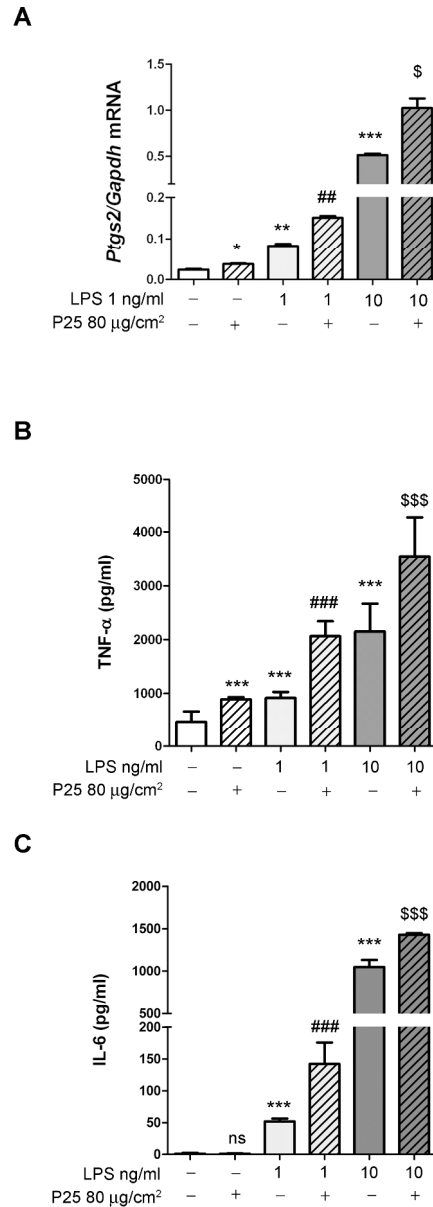 A
Ptgs2/Gapdh mRNA
1.5
1.0
0.5
0.2
0.1
0.0
* ** ## *** $
LPS 1 ng/ml – – 1 1 10 10
P25 80 μg/cm² – + – + – +
B
TNF-α (pg/ml)
5000
4000
3000
2000
1000
0
*** *** ### *** $$$
LPS ng/ml – – 1 1 10 10
P25 80 μg/cm² – + – + – +
C
IL-6 (pg/ml)
2000
1500
1000
500
200
150
100
50
0
ns *** ### *** $$$
LPS ng/ml – – 1 1 10 10
P25 80 μg/cm² – + – + – +